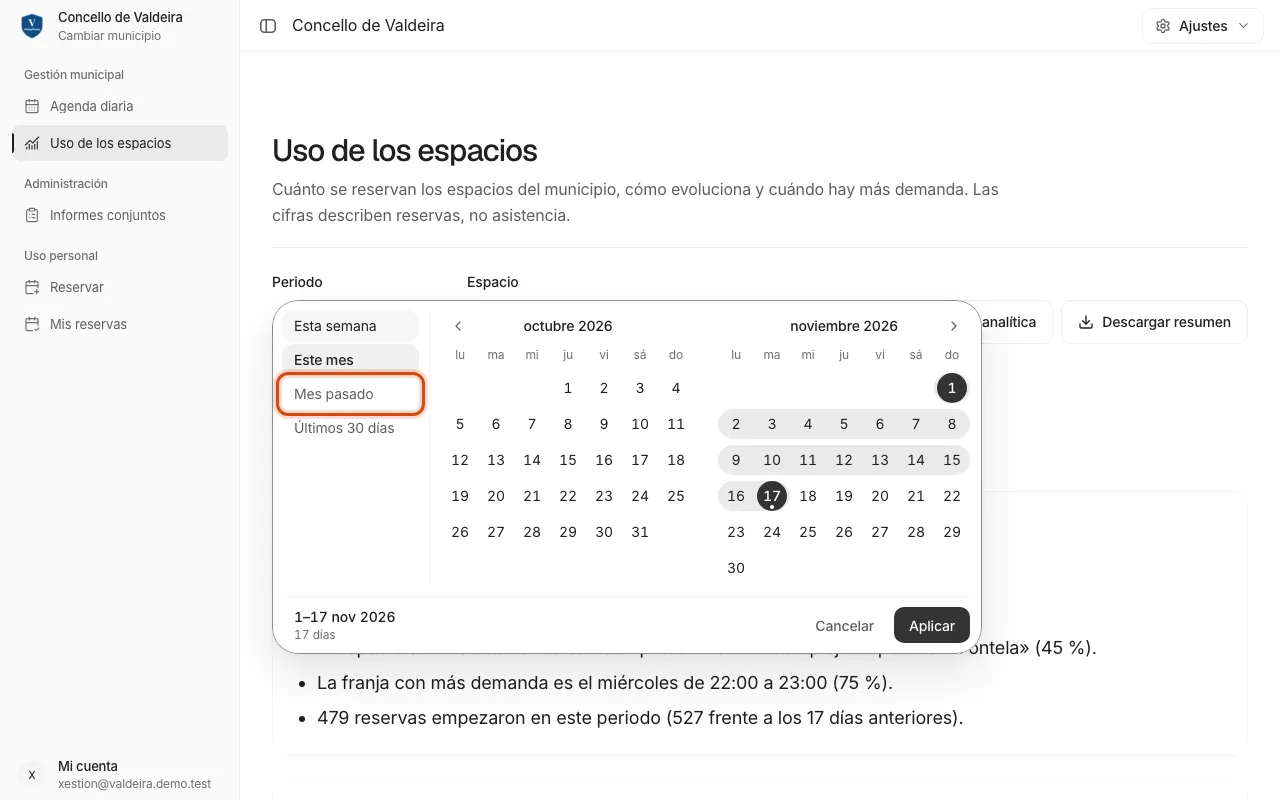 Concello de Valdeira
Cambiar municipio
Gestión municipal
Agenda diaria
Uso de los espacios
Administración
Informes conjuntos
Uso personal
Reservar
Mis reservas
X
Mi cuenta
xestion@valdeira.demo.test
Concello de Valdeira
Ajustes
Uso de los espacios
Cuánto se reservan los espacios del municipio, cómo evoluciona y cuándo hay más demanda. Las
cifras describen reservas, no asistencia.
Periodo
Espacio
analítica
Descargar resumen
Esta semana
Este mes
Mes pasado
Últimos 30 días
octubre 2026
lu ma mi ju vi sá do
1 2 3 4
5 6 7 8 9 10 11
12 13 14 15 16 17 18
19 20 21 22 23 24 25
26 27 28 29 30 31
noviembre 2026
lu ma mi ju vi sá do
1
2 3 4 5 6 7 8
9 10 11 12 13 14 15
16 17 18 19 20 21 22
23 24 25 26 27 28 29
30
1–17 nov 2026
17 días
Cancelar
Aplicar
(45 %).
La franja con más demanda es el miércoles de 22:00 a 23:00 (75 %).
479 reservas empezaron en este periodo (527 frente a los 17 días anteriores).